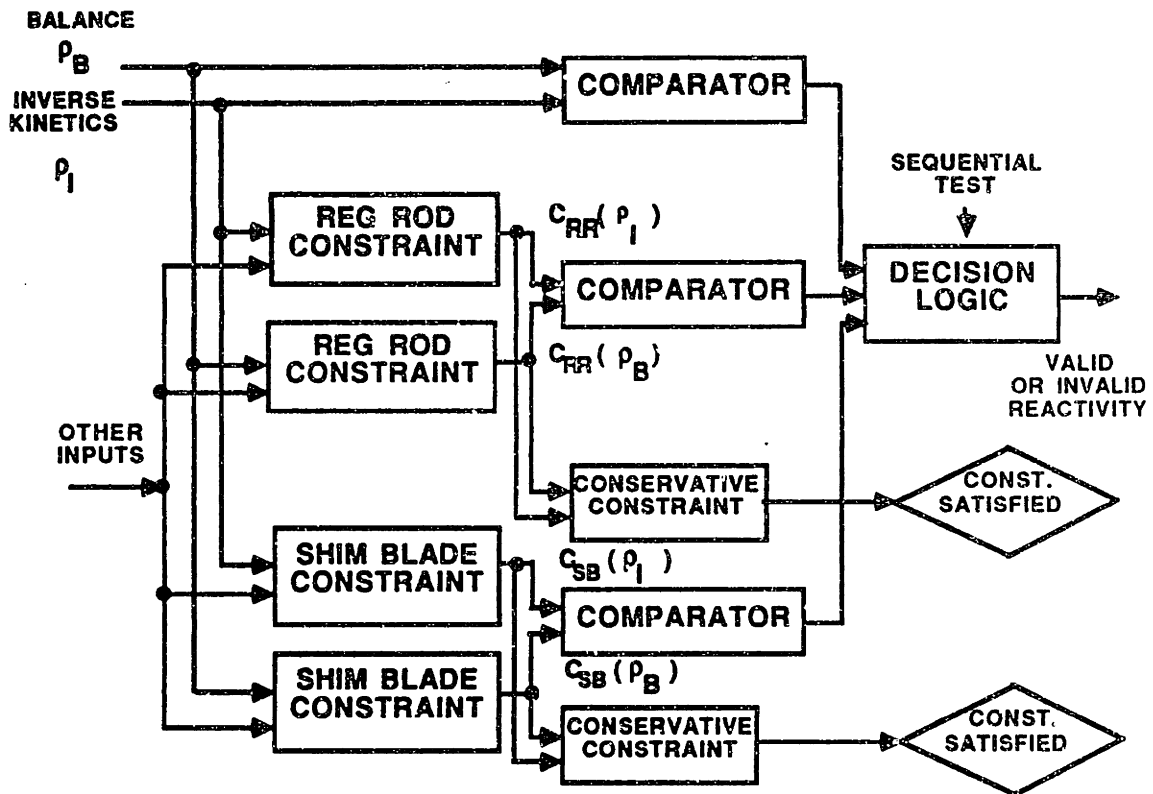 BALANCE
ρB
INVERSE
KINETICS
ρI
COMPARATOR
SEQUENTIAL
TEST
REG ROD
CONSTRAINT
CRR(ρI)
COMPARATOR
DECISION
LOGIC
REG ROD
CONSTRAINT
CRR(ρB)
VALID
OR INVALID
REACTIVITY
OTHER
INPUTS
CONSERVATIVE
CONSTRAINT
CONST.
SATISFIED
SHIM BLADE
CONSTRAINT
CSB(ρI)
COMPARATOR
SHIM BLADE
CONSTRAINT
CSB(ρB)
CONSERVATIVE
CONSTRAINT
CONST.
SATISFIED